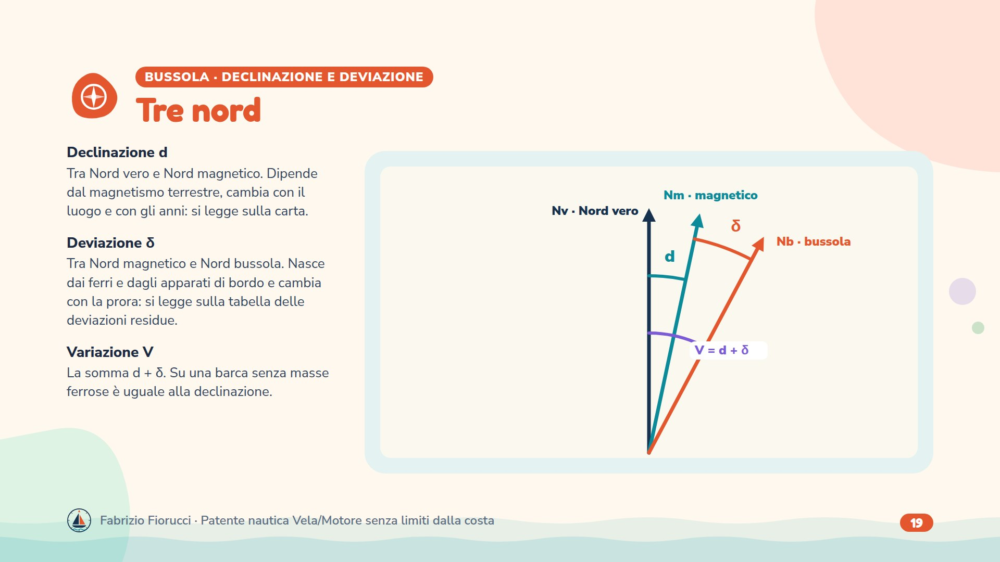 BUSSOLA · DECLINAZIONE E DEVIAZIONE
Tre nord
Declinazione d
Tra Nord vero e Nord magnetico. Dipende
dal magnetismo terrestre, cambia con il
luogo e con gli anni: si legge sulla carta.
Deviazione δ
Tra Nord magnetico e Nord bussola. Nasce
dai ferri e dagli apparati di bordo e cambia
con la prora: si legge sulla tabella delle
deviazioni residue.
Variazione V
La somma d + δ. Su una barca senza masse
ferrose è uguale alla declinazione.
Nm · magnetico
Nv · Nord vero
δ
Nb · bussola
d
V = d + δ
Fabrizio Fiorucci · Patente nautica Vela/Motore senza limiti dalla costa
19